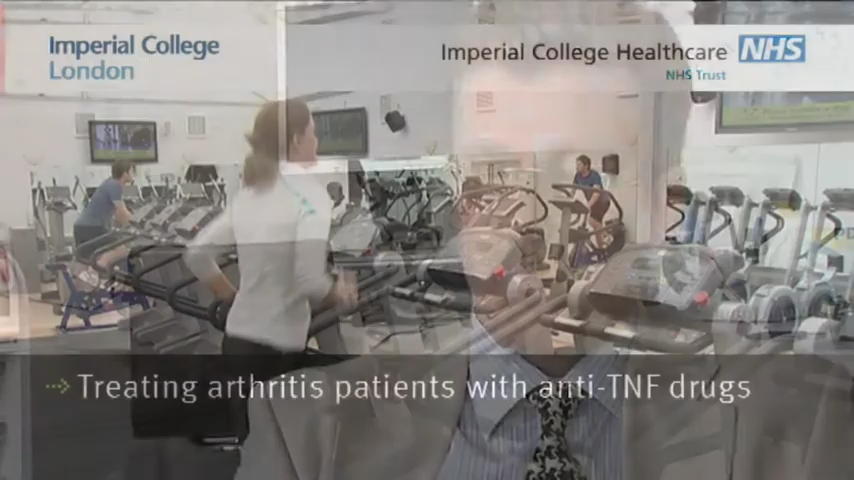 Imperial College
London
Imperial College Healthcare NHS
NHS Trust
Treating arthritis patients with anti-TNF drugs